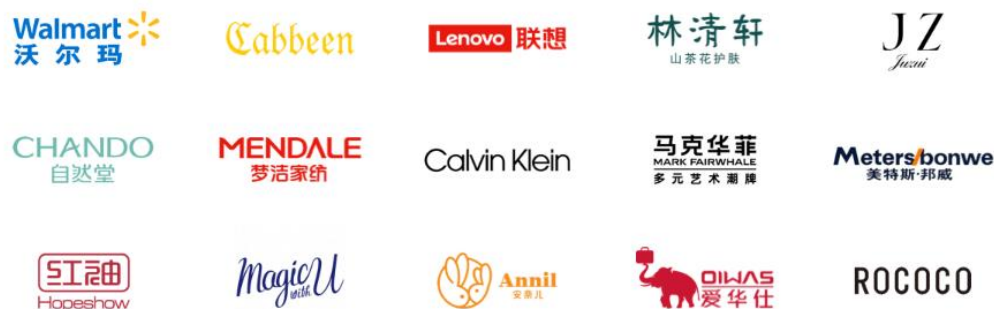 Walmart
沃尔玛
Cabbeen
Lenovo 联想
林清轩
山茶花护肤
JZ
Juzui
CHANDO
自然堂
MENDALE
梦洁家纺
Calvin Klein
马克华菲
MARK FAIRWHALE
多元艺术潮牌
Meters/bonwe
美特斯·邦威
红袖
Hopeshow
Magic with U
Annil
安奈儿
OIWAS
爱华仕
ROCOCO